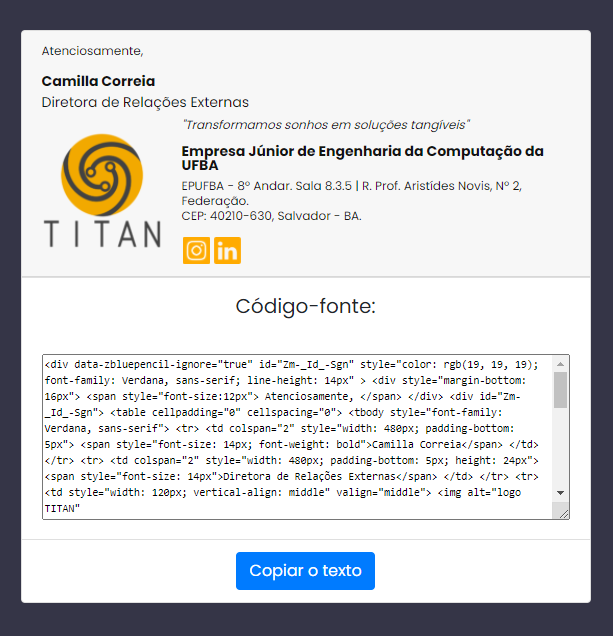 Atenciosamente,
Camilla Correia
Diretora de Relações Externas
"Transformamos sonhos em soluções tangíveis"
Empresa Júnior de Engenharia da Computação da
UFBA
EPUFBA - 8º Andar. Sala 8.3.5 | R. Prof. Aristídes Novis, Nº 2,
Federação.
CEP: 40210-630, Salvador - BA.
TITAN
in
Código-fonte:
<div data-zbluepencil-ignore="true" id="Zm-_Id_-Sgn" style="color: rgb(19, 19, 19);
font-family: Verdana, sans-serif; line-height: 14px" > <div style="margin-bottom:
16px"> <span style="font-size:12px"> Atenciosamente, </span> </div> <div id="Zm-
_Id_-Sgn"> <table cellpadding="0" cellspacing="0"> <tbody style="font-family:
Verdana, sans-serif"> <tr> <td colspan="2" style="width: 480px; padding-bottom:
5px"> <span style="font-size: 14px; font-weight: bold">Camilla Correia</span> </td>
</tr> <tr> <td colspan="2" style="width: 480px; padding-bottom: 5px; height: 24px">
<span style="font-size: 14px">Diretora de Relações Externas</span> </td> </tr> <tr>
<td style="width: 120px; vertical-align: middle" valign="middle"> <img alt="logo
TITAN"
Copiar o texto